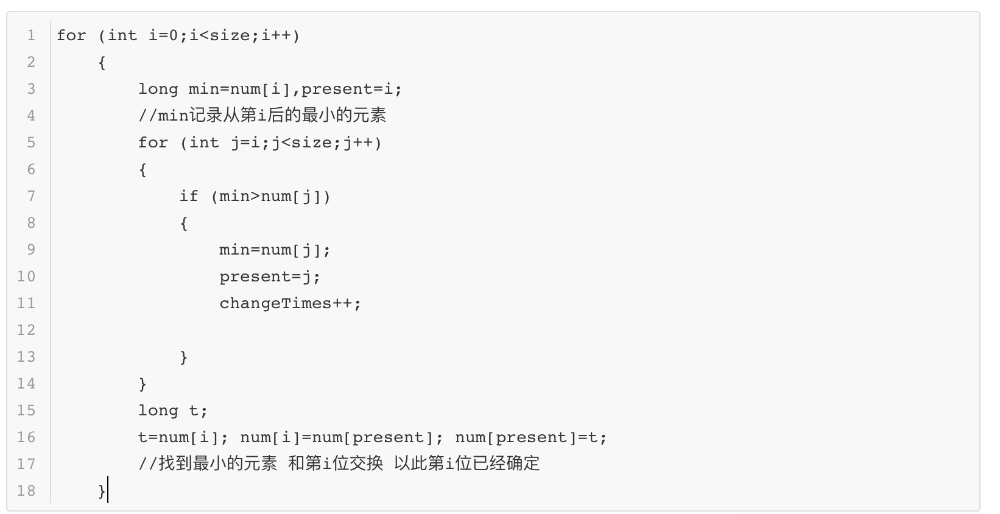 1 for (int i=0;i<size;i++)
2 {
3 long min=num[i],present=i;
4 //min记录从第i后的最小的元素
5 for (int j=i;j<size;j++)
6 {
7 if (min>num[j])
8 {
9 min=num[j];
10 present=j;
11 changeTimes++;
12
13 }
14 }
15 long t;
16 t=num[i]; num[i]=num[present]; num[present]=t;
17 //找到最小的元素 和第i位交换 以此第i位已经确定
18 }